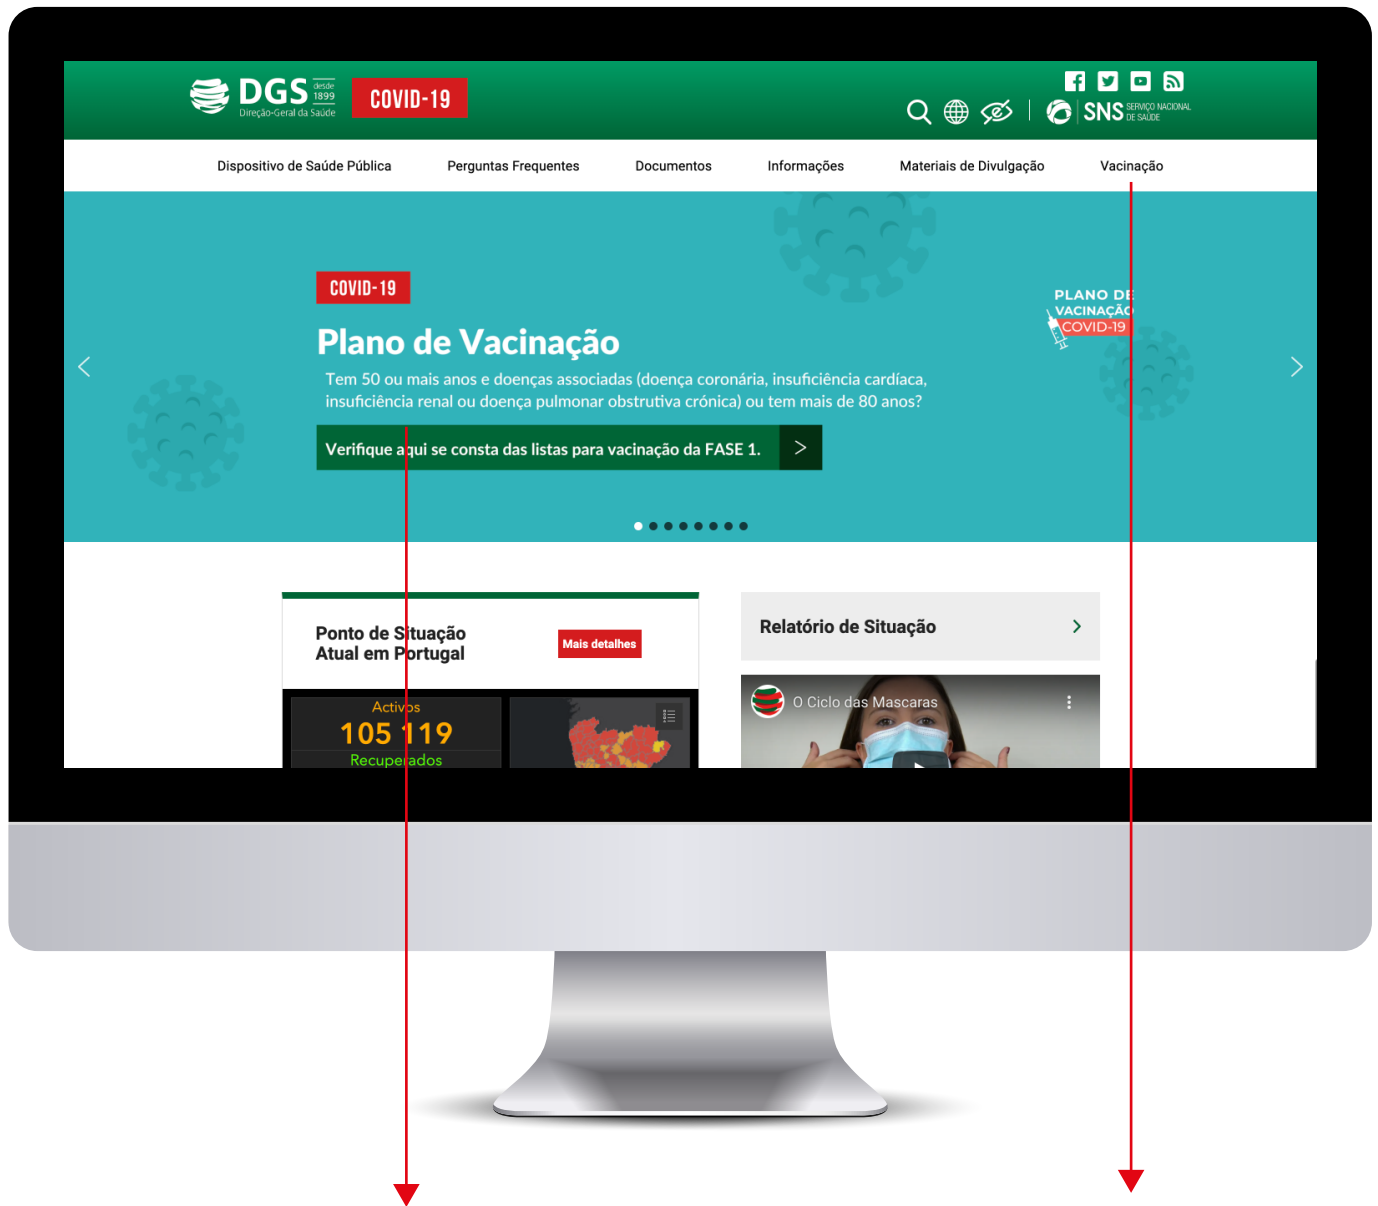 DGS desde 1899
Direção-Geral da Saúde
COVID-19
SNS SERVIÇO NACIONAL DE SAÚDE
Dispositivo de Saúde Pública
Perguntas Frequentes
Documentos
Informações
Materiais de Divulgação
Vacinação
COVID-19
Plano de Vacinação
Tem 50 ou mais anos e doenças associadas (doença coronária, insuficiência cardíaca,
insuficiência renal ou doença pulmonar obstrutiva crónica) ou tem mais de 80 anos?
Verifique aqui se consta das listas para vacinação da FASE 1.
PLANO DE
VACINAÇÃO
COVID-19
Ponto de Situação
Atual em Portugal
Mais detalhes
Activos
105 119
Recuperados
Relatório de Situação
O Ciclo das Mascaras